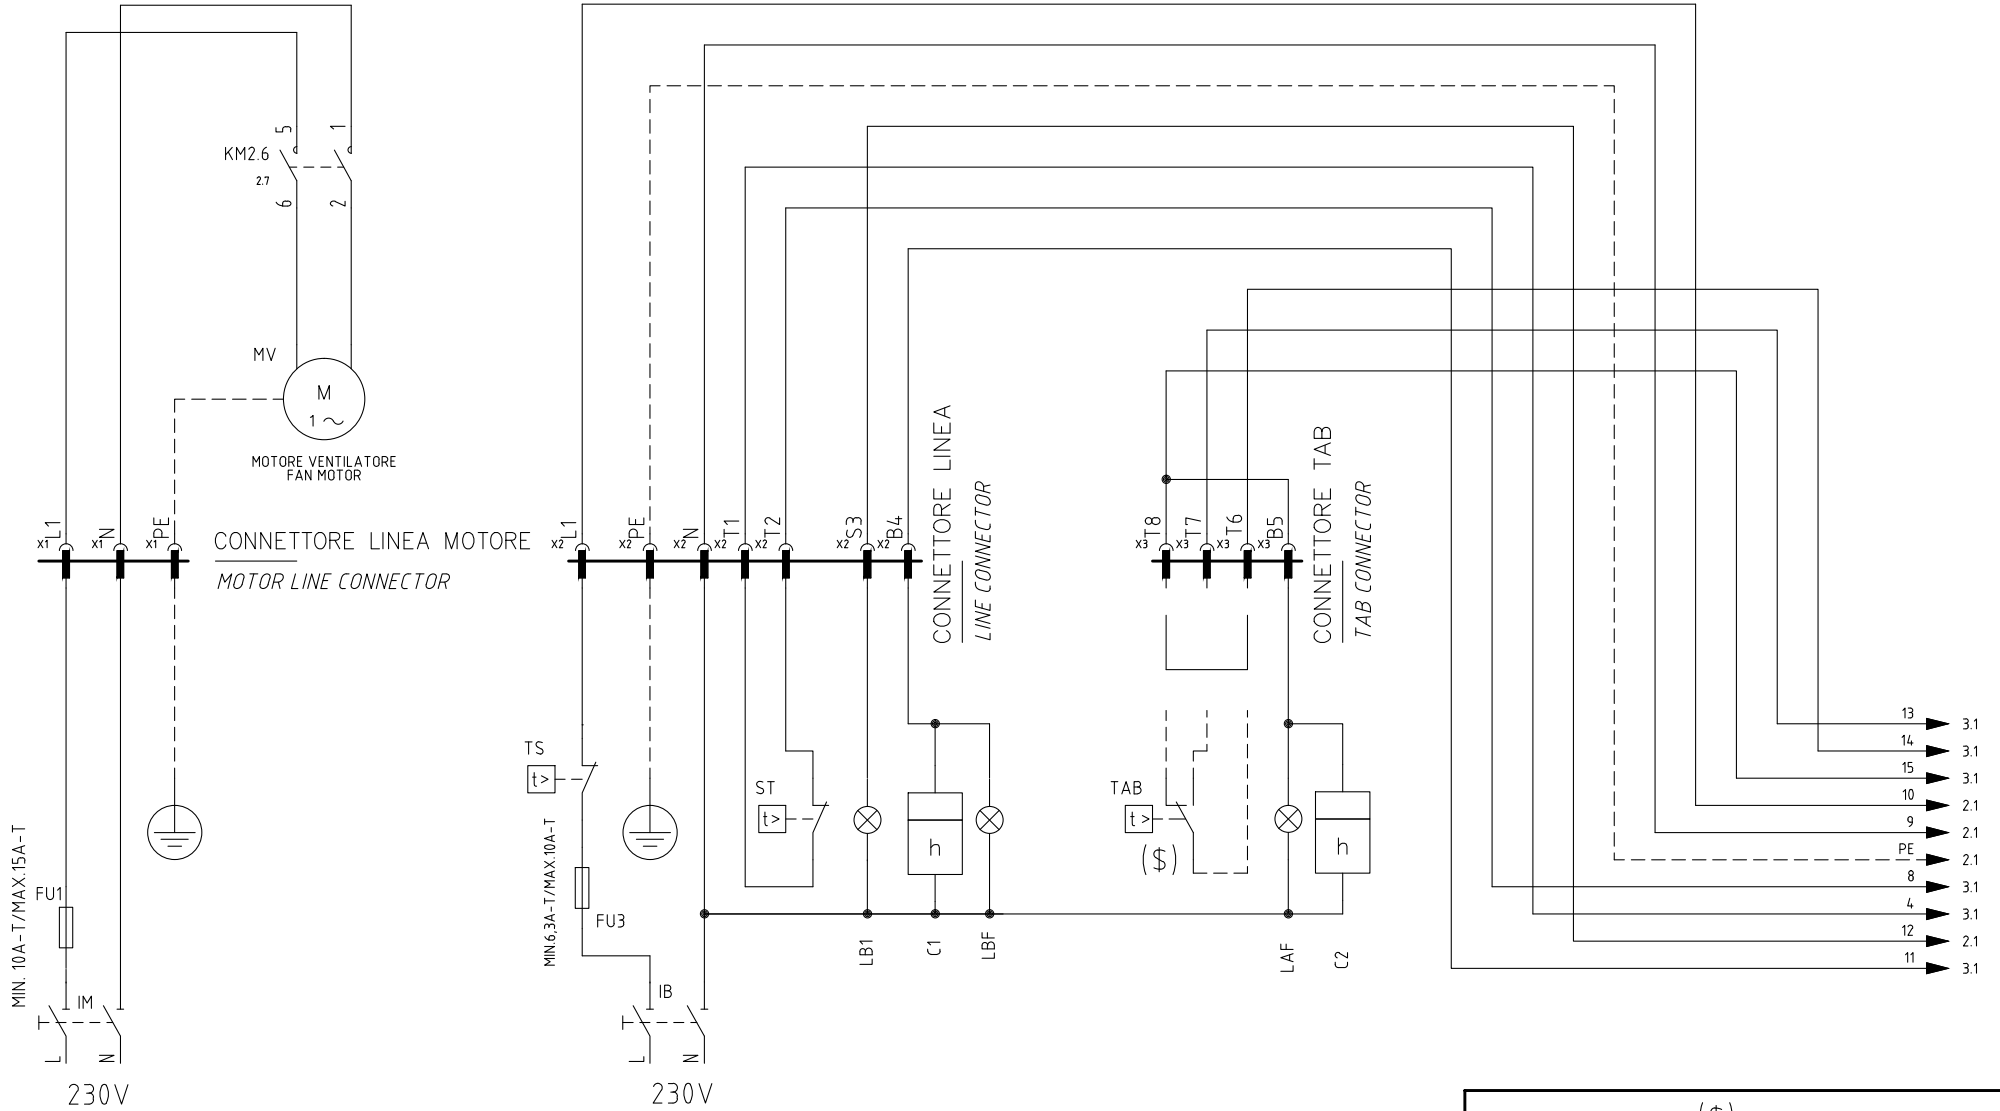 5
1
KM2.6
2.7
6
2
MV
M
1~
MOTORE VENTILATORE
FAN MOTOR
X1 L1
X1 N
X1 PE
CONNETTORE LINEA MOTORE
MOTOR LINE CONNECTOR
X2 L1
X2 PE
X2 N
X2 T1
X2 T2
X2 S3
X2 B4
CONNETTORE LINEA
LINE CONNECTOR
X3 T8
X3 T7
X3 T6
X3 B5
CONNETTORE TAB
TAB CONNECTOR
TS
t>
ST
t>
h
TAB
t>
($)
h
MIN. 10A-T/MAX.15A-T
FU1
MIN.6,3A-T/MAX.10A-T
FU3
LB1
C1
LBF
LAF
C2
IM
L
N
230V
IB
L
N
230V
13 3.1
14 3.1
15 3.1
10 2.1
9 2.1
PE 2.1
8 3.1
4 3.1
12 2.1
11 3.1
($)